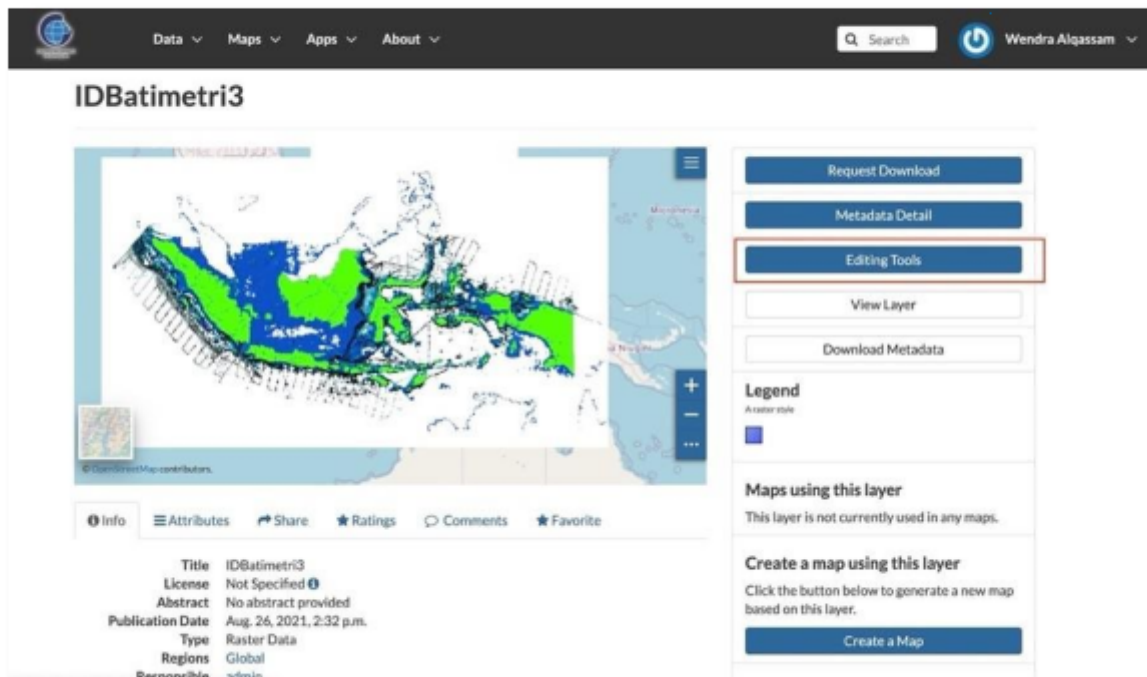 Data Maps Apps About Search Wendra Alqassam
IDBatimetri3
Micronesia
© OpenStreetMap contributors.
Info Attributes Share Ratings Comments Favorite
Title IDBatimetri3
License Not Specified
Abstract No abstract provided
Publication Date Aug. 26, 2021, 2:32 p.m.
Type Raster Data
Regions Global
Responsible admin
Request Download
Metadata Detail
Editing Tools
View Layer
Download Metadata
Legend
A raster style
Maps using this layer
This layer is not currently used in any maps.
Create a map using this layer
Click the button below to generate a new map
based on this layer.
Create a Map